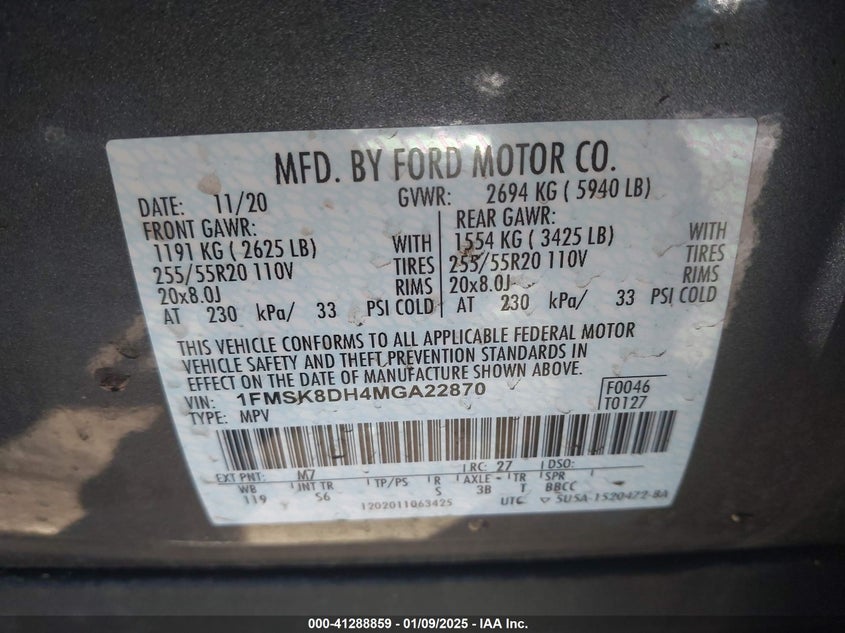 MFD. BY FORD MOTOR CO.
DATE: 11/20 GVWR: 2694 KG ( 5940 LB)
FRONT GAWR: REAR GAWR:
1191 KG ( 2625 LB) WITH 1554 KG ( 3425 LB) WITH
255/55R20 110V TIRES 255/55R20 110V TIRES
20x8.0J RIMS 20x8.0J RIMS
AT 230 kPa/ 33 PSI COLD AT 230 kPa/ 33 PSI COLD
THIS VEHICLE CONFORMS TO ALL APPLICABLE FEDERAL MOTOR
VEHICLE SAFETY AND THEFT PREVENTION STANDARDS IN
EFFECT ON THE DATE OF MANUFACTURE SHOWN ABOVE.
VIN: 1FMSK8DH4MGA22870 F0046
TYPE: MPV T0127
EXT PNT: M7 RC: 27 DSO:
WB INT TR TP/PS R AXLE TR SPR
119 S6 S 3B T BBCC
1202011063425 UTC SU5A-1520472-BA
000-41288859 - 01/09/2025 - IAA Inc.